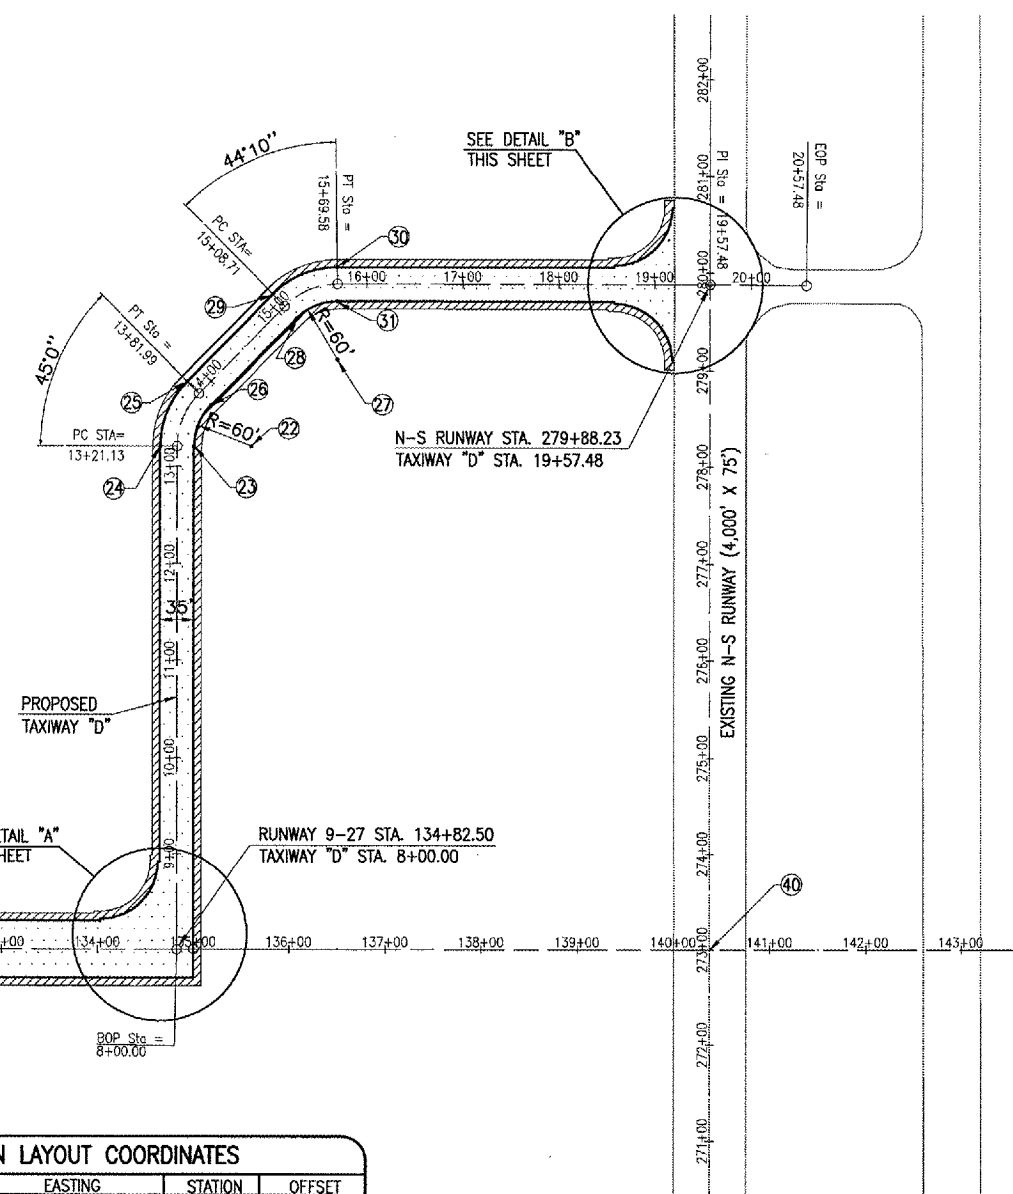 44°10"
SEE DETAIL "B"
THIS SHEET
PT Sta =
15+69.58
PI Sta = 19+57.48
EOP Sta =
20+57.48
282+00
281+00
280+00
279+00
278+00
277+00
276+00
275+00
274+00
273+00
272+00
271+00
PC STA=
15+08.71
30
16+00
17+00
18+00
19+00
20+00
29
15+00
31
R=60'
28
27
PT Sta =
13+81.99
45°0"
14+00
25
26
R=60'
22
PC STA=
13+21.13
N-S RUNWAY STA. 279+88.23
TAXIWAY "D" STA. 19+57.48
24
23
13+00
12+00
35'
11+00
10+00
9+00
EXISTING N-S RUNWAY (4,000' X 75')
PROPOSED
TAXIWAY "D"
TAIL "A"
HEET
RUNWAY 9-27 STA. 134+82.50
TAXIWAY "D" STA. 8+00.00
40
+00
134+00
135+00
136+00
137+00
138+00
139+00
140+00
141+00
142+00
143+00
BOP Sta =
8+00.00
N LAYOUT COORDINATES
EASTING STATION OFFSET